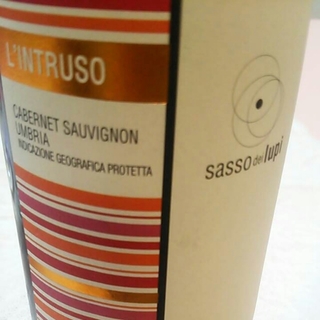 L'INTRUSO
CABERNET SAUVIGNON
UMBRIA
INDICAZIONE GEOGRAFICA PROTETTA
sasso dei lupi